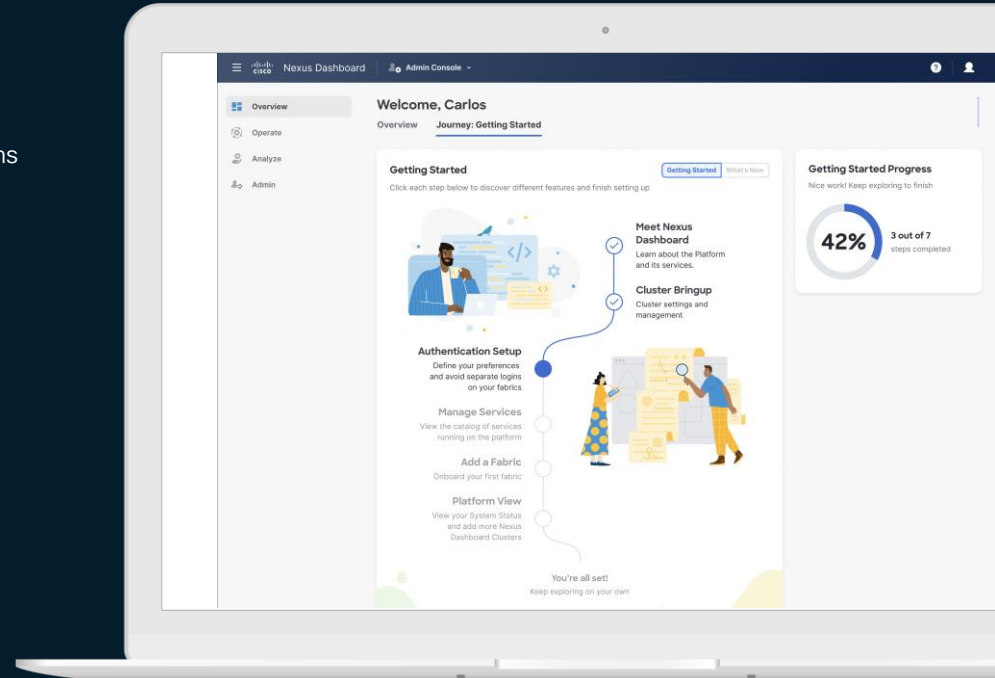 ns
CISCO Nexus Dashboard Admin Console
Overview
Operate
Analyze
Admin
Welcome, Carlos
Overview Journey: Getting Started
Getting Started
Getting Started What's New
Click each step below to discover different features and finish setting up
Meet Nexus
Dashboard
Learn about the Platform
and its services.
Cluster Bringup
Cluster settings and
management
Authentication Setup
Define your preferences
and avoid separate logins
on your fabrics
Manage Services
View the catalog of services
running on the platform
Add a Fabric
Onboard your first fabric
Platform View
View your System Status
and add more Nexus
Dashboard Clusters
You're all set!
Keep exploring on your own
Getting Started Progress
Nice work! Keep exploring to finish
42%
3 out of 7
steps completed